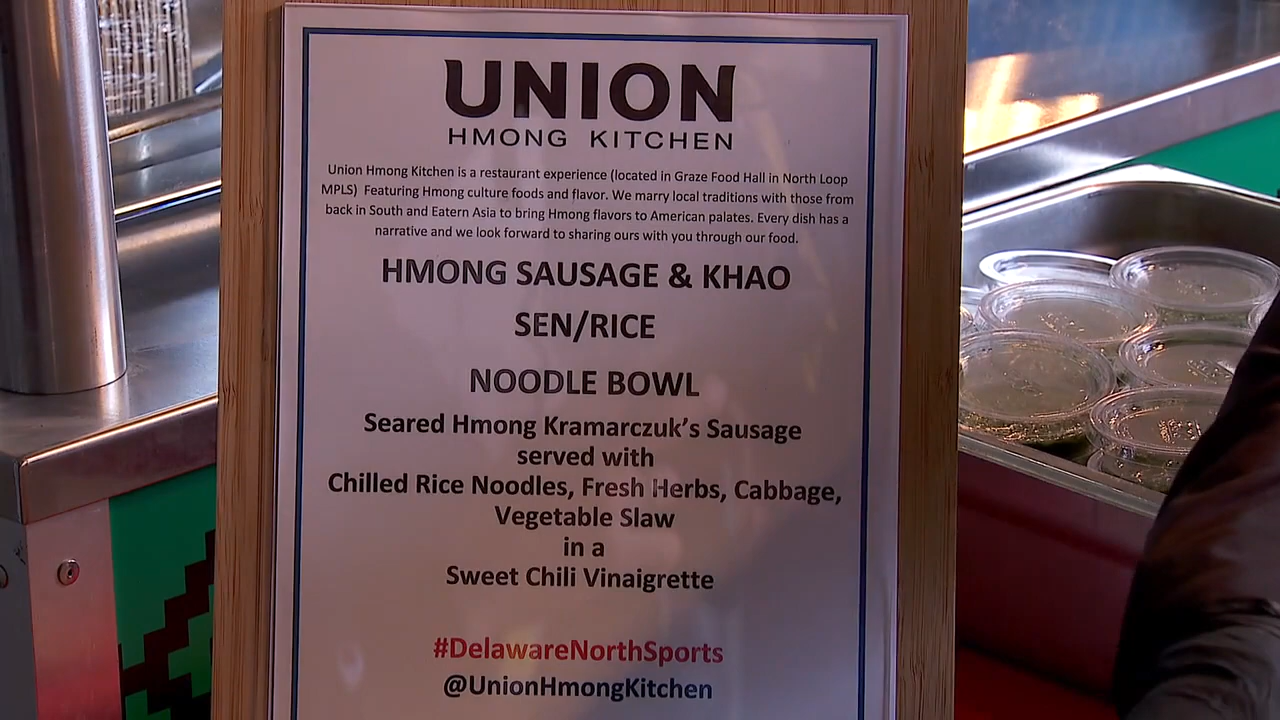 UNION
HMONG KITCHEN
Union Hmong Kitchen is a restaurant experience (located in Graze Food Hall in North Loop
MPLS) Featuring Hmong culture foods and flavor. We marry local traditions with those from
back in South and Eatern Asia to bring Hmong flavors to American palates. Every dish has a
narrative and we look forward to sharing ours with you through our food.
HMONG SAUSAGE & KHAO
SEN/RICE
NOODLE BOWL
Seared Hmong Kramarczuk's Sausage
served with
Chilled Rice Noodles, Fresh Herbs, Cabbage,
Vegetable Slaw
in a
Sweet Chili Vinaigrette
#DelawareNorthSports
@UnionHmongKitchen